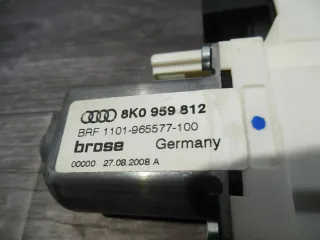 8K0 959 812
BRF 1101-965577-100
brose Germany
00000 27.08.2008 A